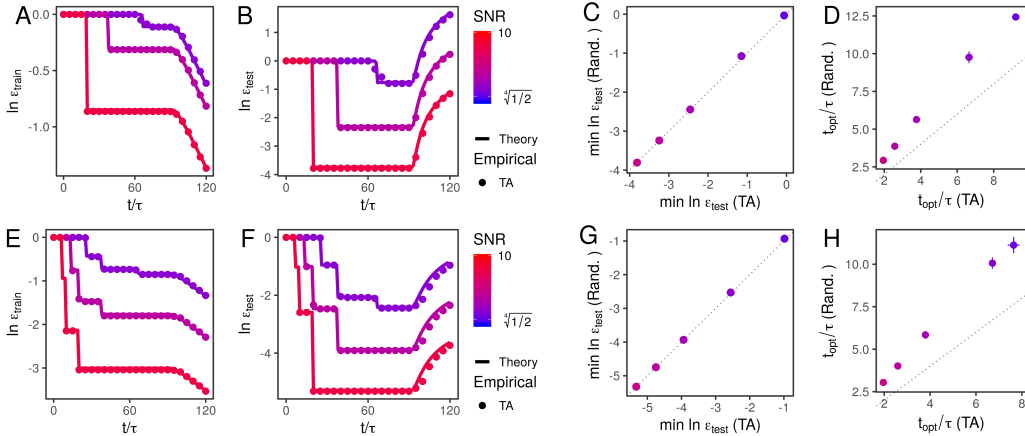 A
ln ε_train
0.0
-0.5
-1.0
0
60
120
t/τ
B
ln ε_test
1
0
-1
-2
-3
-4
0
60
120
t/τ
SNR
10
∜1/2
Theory
Empirical
TA
C
min ln ε_test (Rand. )
0
-1
-2
-3
-4
-4
-3
-2
-1
0
min ln ε_test (TA)
D
t_opt/τ (Rand. )
12.5
10.0
7.5
5.0
2.5
2
4
6
8
t_opt/τ (TA)
E
ln ε_train
0
-1
-2
-3
0
60
120
t/τ
F
ln ε_test
0
-2
-4
0
60
120
t/τ
SNR
10
∜1/2
Theory
Empirical
TA
G
min ln ε_test (Rand. )
-1
-2
-3
-4
-5
-5
-4
-3
-2
-1
min ln ε_test (TA)
H
t_opt/τ (Rand. )
10.0
7.5
5.0
2.5
2
4
6
8
t_opt/τ (TA)